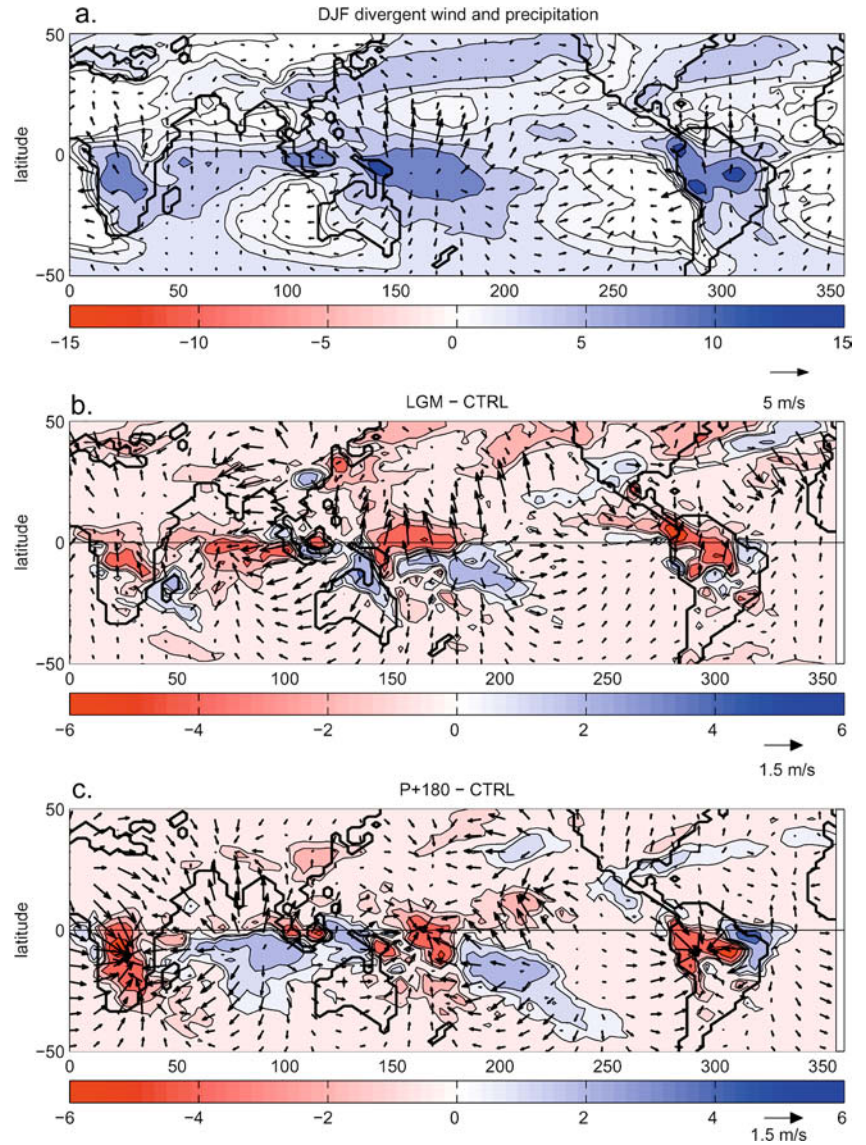 a.
DJF divergent wind and precipitation
50
0
−50
latitude
0 50 100 150 200 250 300 350
−15 −10 −5 0 5 10 15
5 m/s
b.
LGM − CTRL
50
0
−50
latitude
0 50 100 150 200 250 300 350
−6 −4 −2 0 2 4 6
1.5 m/s
c.
P+180 − CTRL
50
0
−50
latitude
0 50 100 150 200 250 300 350
−6 −4 −2 0 2 4 6
1.5 m/s